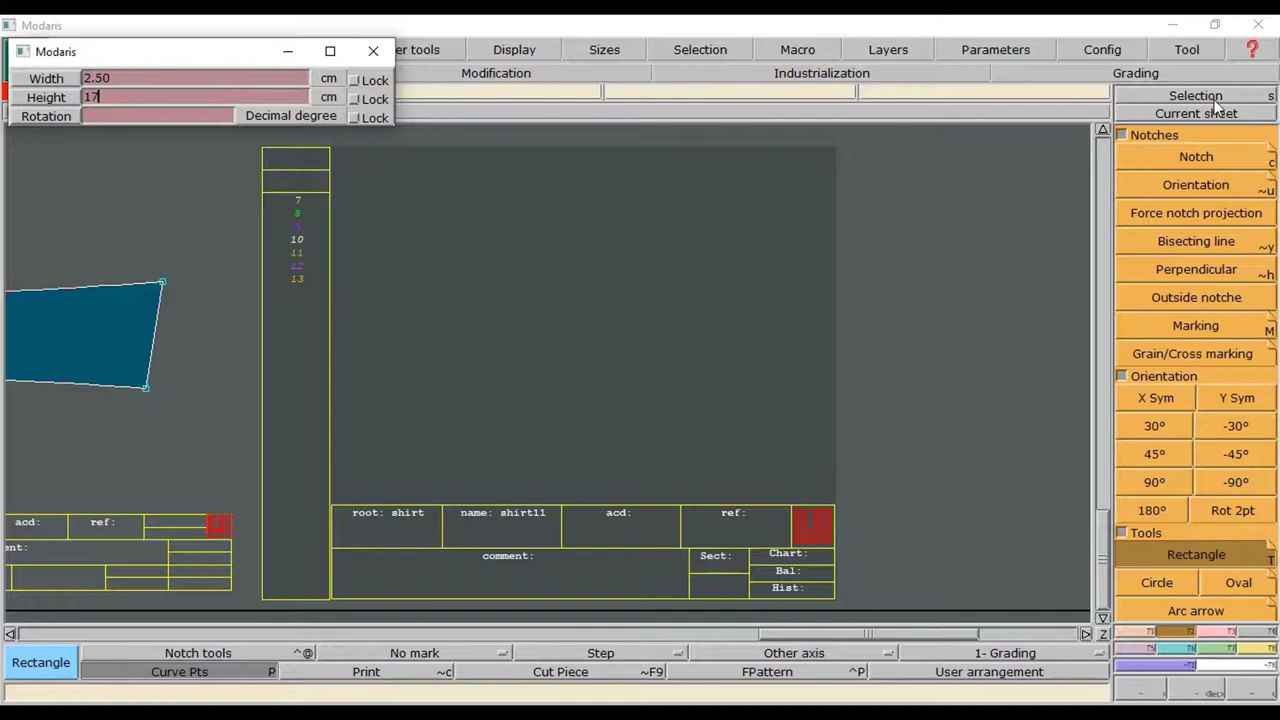 Modaris
Modaris
er tools Display Sizes Selection Macro Layers Parameters Config Tool ?
Width 2.50 cm Lock
Height 17 cm Lock
Rotation Decimal degree Lock
Modification Industrialization Grading
Selection s
Current sheet
Notches
Notch c
Orientation ~u
Force notch projection
Bisecting line ~y
Perpendicular ~h
Outside notche
Marking M
Grain/Cross marking
Orientation
X Sym Y Sym
30° -30°
45° -45°
90° -90°
180° Rot 2pt
Tools
Rectangle T
Circle Oval
Arc arrow
7
8
10
11
12
13
acd: ref:
ent:
root: shirt name: shirt11 acd: ref:
comment: Sect: Chart:
Bal:
Hist:
Z
Rectangle
Notch tools ^@ No mark Step Other axis 1- Grading
Curve Pts P Print ~c Cut Piece ~F9 FPattern ^P User arrangement